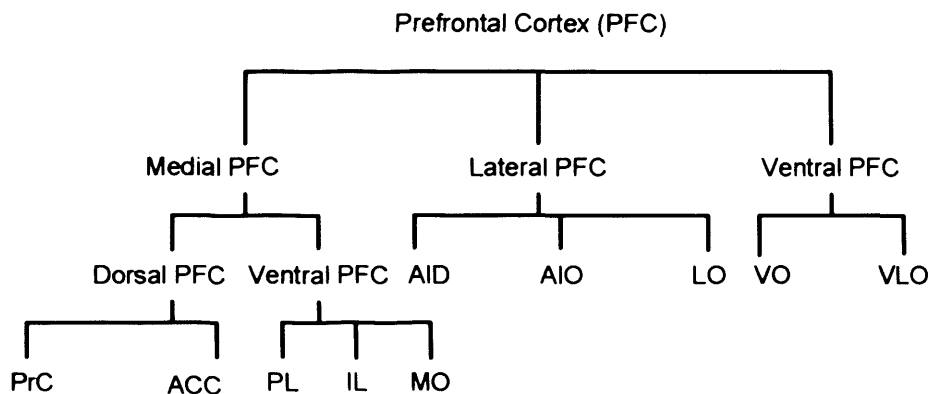 Prefrontal Cortex (PFC)
Medial PFC Lateral PFC Ventral PFC
Dorsal PFC Ventral PFC AID AIO LO VO VLO
PrC ACC PL IL MO